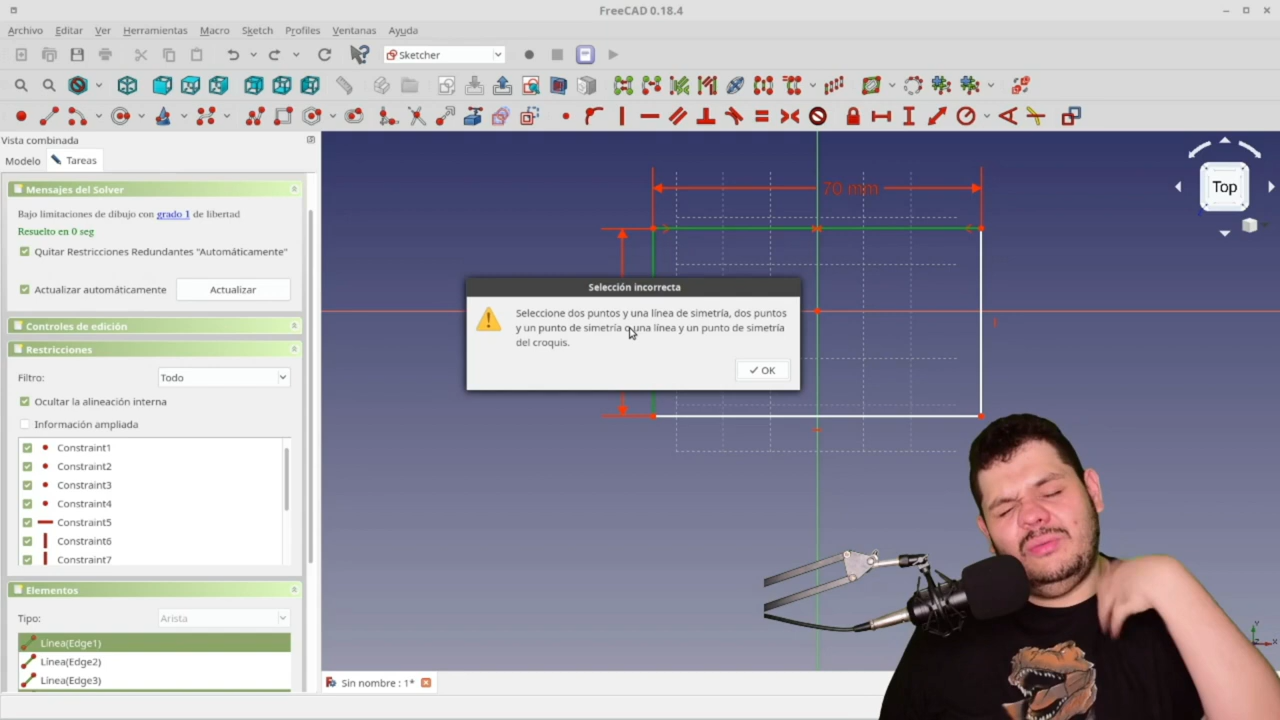 FreeCAD 0.18.4
Archivo Editar Ver Herramientas Macro Sketch Profiles Ventanas Ayuda
Sketcher
Vista combinada
Modelo Tareas
Mensajes del Solver
Bajo limitaciones de dibujo con grado 1 de libertad
Resuelto en 0 seg
Quitar Restricciones Redundantes "Automáticamente"
Actualizar automáticamente Actualizar
Controles de edición
Restricciones
Filtro: Todo
Ocultar la alineación interna
Información ampliada
Constraint1
Constraint2
Constraint3
Constraint4
Constraint5
Constraint6
Constraint7
Elementos
Tipo: Arista
Línea(Edge1)
Línea(Edge2)
Línea(Edge3)
70 mm
Top
Selección incorrecta
Seleccione dos puntos y una línea de simetría, dos puntos
y un punto de simetría o una línea y un punto de simetría
del croquis.
OK
Sin nombre : 1*
Y
X